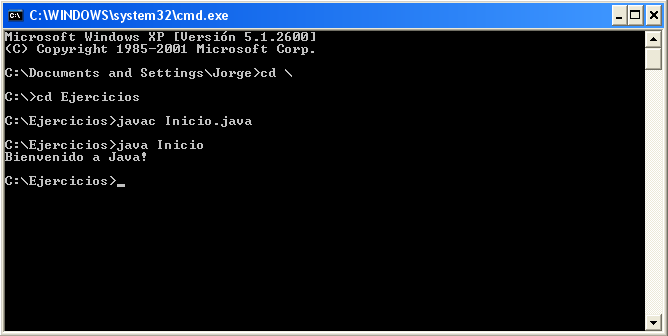 C:\WINDOWS\system32\cmd.exe
Microsoft Windows XP [Versión 5.1.2600]
(C) Copyright 1985-2001 Microsoft Corp.
C:\Documents and Settings\Jorge>cd \
C:\>cd Ejercicios
C:\Ejercicios>javac Inicio.java
C:\Ejercicios>java Inicio
Bienvenido a Java!
C:\Ejercicios>_